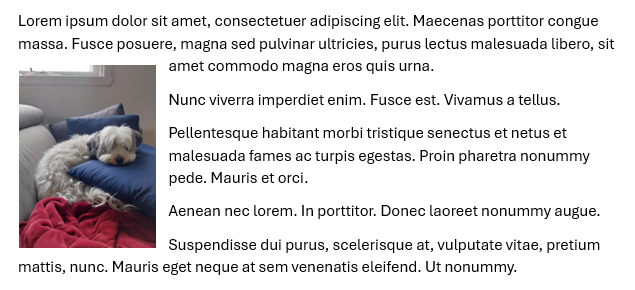 Lorem ipsum dolor sit amet, consectetuer adipiscing elit. Maecenas porttitor congue
massa. Fusce posuere, magna sed pulvinar ultricies, purus lectus malesuada libero, sit
amet commodo magna eros quis urna.
Nunc viverra imperdiet enim. Fusce est. Vivamus a tellus.
Pellentesque habitant morbi tristique senectus et netus et
malesuada fames ac turpis egestas. Proin pharetra nonummy
pede. Mauris et orci.
Aenean nec lorem. In porttitor. Donec laoreet nonummy augue.
Suspendisse dui purus, scelerisque at, vulputate vitae, pretium
mattis, nunc. Mauris eget neque at sem venenatis eleifend. Ut nonummy.